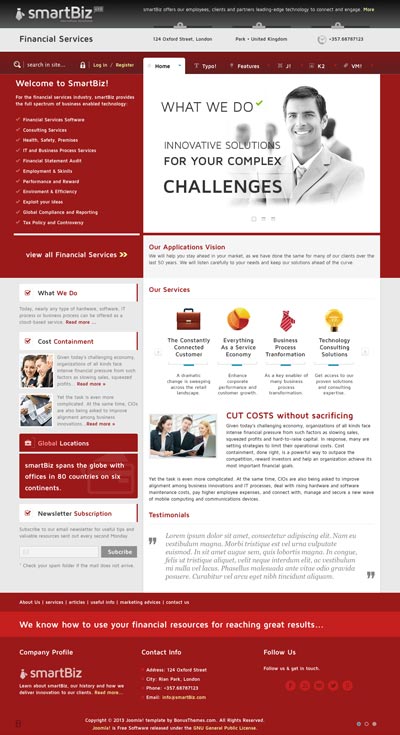 smartBiz
smartBiz offers our employees, clients and partners leading-edge technology to connect and engage  More
Financial Services
124 Oxford Street, London
Park - United Kingdom
+357.68787123
search in site...
Log in / Register
Home
Typo!
Features
J!
K2
VM!
Welcome to SmartBiz!
For the financial services industry, smartBiz provides
the full spectrum of business enabled technology:
Financial Services Software
Consulting Services
Health, Safety, Premises
IT and Business Process Services
Financial Statement Audit
Employment & Skills
Performance and Reward
Enviroment & Efficiency
Exploit your ideas
Global Compliance and Reporting
Tax Policy and Controversy
view all Financial Services >>
WHAT WE DO
INNOVATIVE SOLUTIONS
FOR YOUR COMPLEX
CHALLENGES
Our Applications Vision
We will help you stay ahead in your market, as we have done the same for many of our clients over the
last 50 years. We will listen carefully to your needs and keep our solutions ahead of the curve.
What We Do
Today, nearly any type of hardware, software, IT
process or business process can be offered as a
cloud-based service. Read more ...
Cost Containment
Given today's challenging economy,
organizations of all kinds face
intense financial pressure from such
factors as slowing sales, squeezed
profits... Read more »
Yet the task is even more
complicated. At the same time, CIOs
are also being asked to improve
alignment among business
innovations... Read more »
Global Locations
smartBiz spans the globe with
offices in 80 countries on six
continents.
Newsletter Subscription
Subscribe to our email newsletter for useful tips and
valuable resources sent out every second Monday
Subcribe
* Check your spam folder if the mail does not arrive.
Our Services
The Constantly
Connected
Customer
A dramatic
change is sweeping
across the retail
landscape.
Everything
As a Service
Economy
Enhance
corporate
performance and
customer growth.
Business
Process
Tranformation
As a key enabler of
many business
process
transformation.
Technology
Consulting
Solutions
Get access to our
proven solutions
and consulting
expertise.
CUT COSTS without sacrificing
Given today's challenging economy, organizations of all kinds face
intense financial pressure from such factors as slowing sales,
squeezed profits and hard-to-raise capital. In response, many are
setting strategies to limit their operational costs. Cost
containment, done right, is a powerful way to outpace the
competition, reward investors and help an organization achieve its
most important financial goals.
Yet the task is even more complicated. At the same time, CIOs are also being asked to improve
alignment among business innovations and IT processes, deal with rising hardware and software
maintenance costs, pay higher employee expenses, and connect with, manage and secure a new wave
of mobile computing and communications devices.
Testimonials
Lorem ipsum dolor sit amet, consectetur adipiscing elit. Vestibulum
vulputate magna. Morbi tristique est vel urna dictum bibendum
mauris. In sit amet augue sem, quis lobortis magna. In congue,
felis sit tristique aliquet, velit neque interdum elit, ac vestibulum
mi nulla vel lacus. Phasellus malesuada ante vitae odio gravida
posuere. Curabitur vel arcu eget nibh tincidunt aliquam.
About Us | services | articles | useful info | marketing advices | contact us
We know how to use your financial resources for reaching great results...
Company Profile
smartBiz
Learn about smartBiz, our history and how we
deliver innovation to our clients. Read more...
Contact Info
Address: 124 Oxford Street
City: Rian Park, London
Phone: +357.68787123
Email: info@smartbiz.com
Follow Us
Follow us & get in touch.
Copyright © 2013 Joomla! template by BonusThemes.com. All Rights Reserved.
Joomla! is Free Software released under the GNU General Public License.